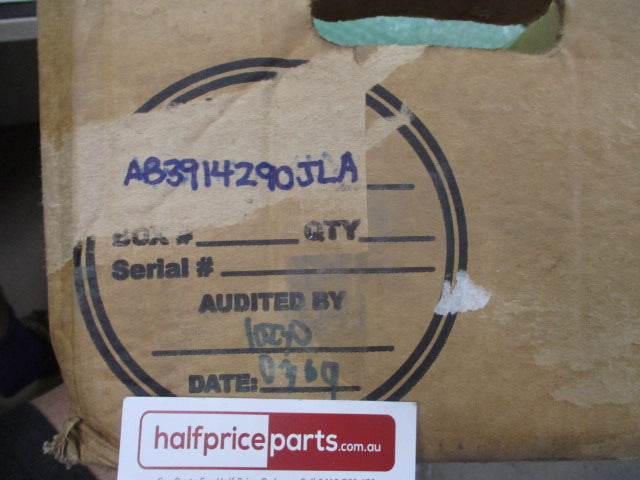 AB3914290JLA
BOX # QTY
Serial #
AUDITED BY
DATE:
halfpriceparts.com.au